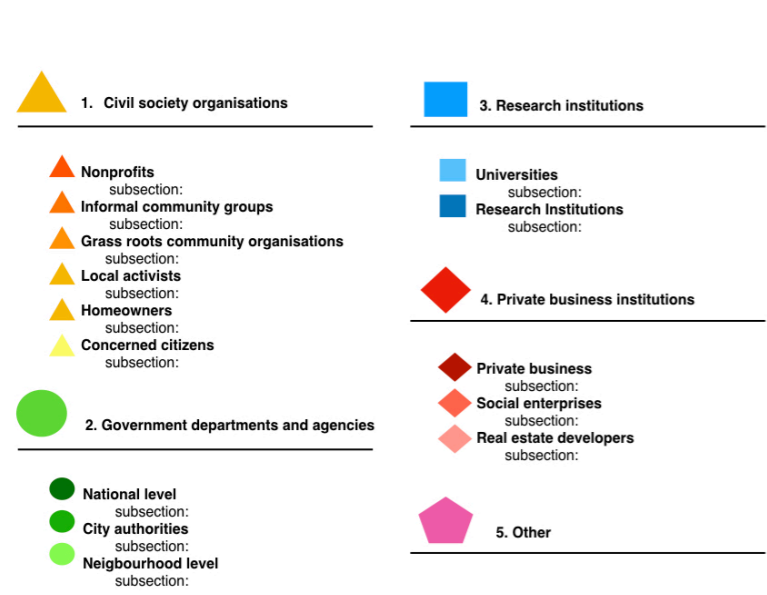 1. Civil society organisations
Nonprofits
subsection:
Informal community groups
subsection:
Grass roots community organisations
subsection:
Local activists
subsection:
Homeowners
subsection:
Concerned citizens
subsection:
2. Government departments and agencies
National level
subsection:
City authorities
subsection:
Neigbourhood level
subsection:
3. Research institutions
Universities
subsection:
Research Institutions
subsection:
4. Private business institutions
Private business
subsection:
Social enterprises
subsection:
Real estate developers
subsection:
5. Other